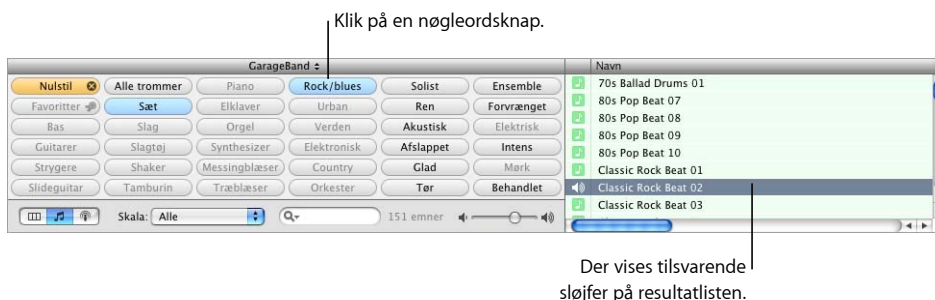 Klik på en nøgleordsknap.
GarageBand
Navn
Nulstil Alle trommer Piano Rock/blues Solist Ensemble
Favoritter Sæt Elklaver Urban Ren Forvrænget
Bas Slag Orgel Verden Akustisk Elektrisk
Guitarer Slagtøj Synthesizer Elektronisk Afslappet Intens
Strygere Shaker Messingblæser Country Glad Mørk
Slideguitar Tamburin Træblæser Orkester Tør Behandlet
Skala: Alle 151 emner
70s Ballad Drums 01
80s Pop Beat 07
80s Pop Beat 08
80s Pop Beat 09
80s Pop Beat 10
Classic Rock Beat 01
Classic Rock Beat 02
Classic Rock Beat 03
Der vises tilsvarende
sløjfer på resultatlisten.